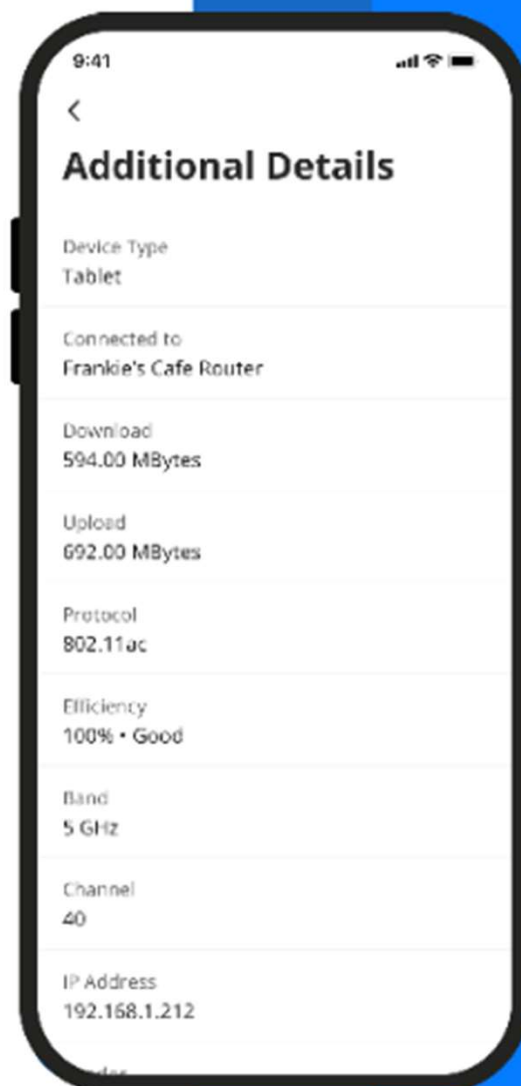 9:41
Additional Details
Device Type
Tablet
Connected to
Frankie's Cafe Router
Download
594.00 MBytes
Upload
692.00 MBytes
Protocol
802.11ac
Efficiency
100% • Good
Band
5 GHz
Channel
40
IP Address
192.168.1.212